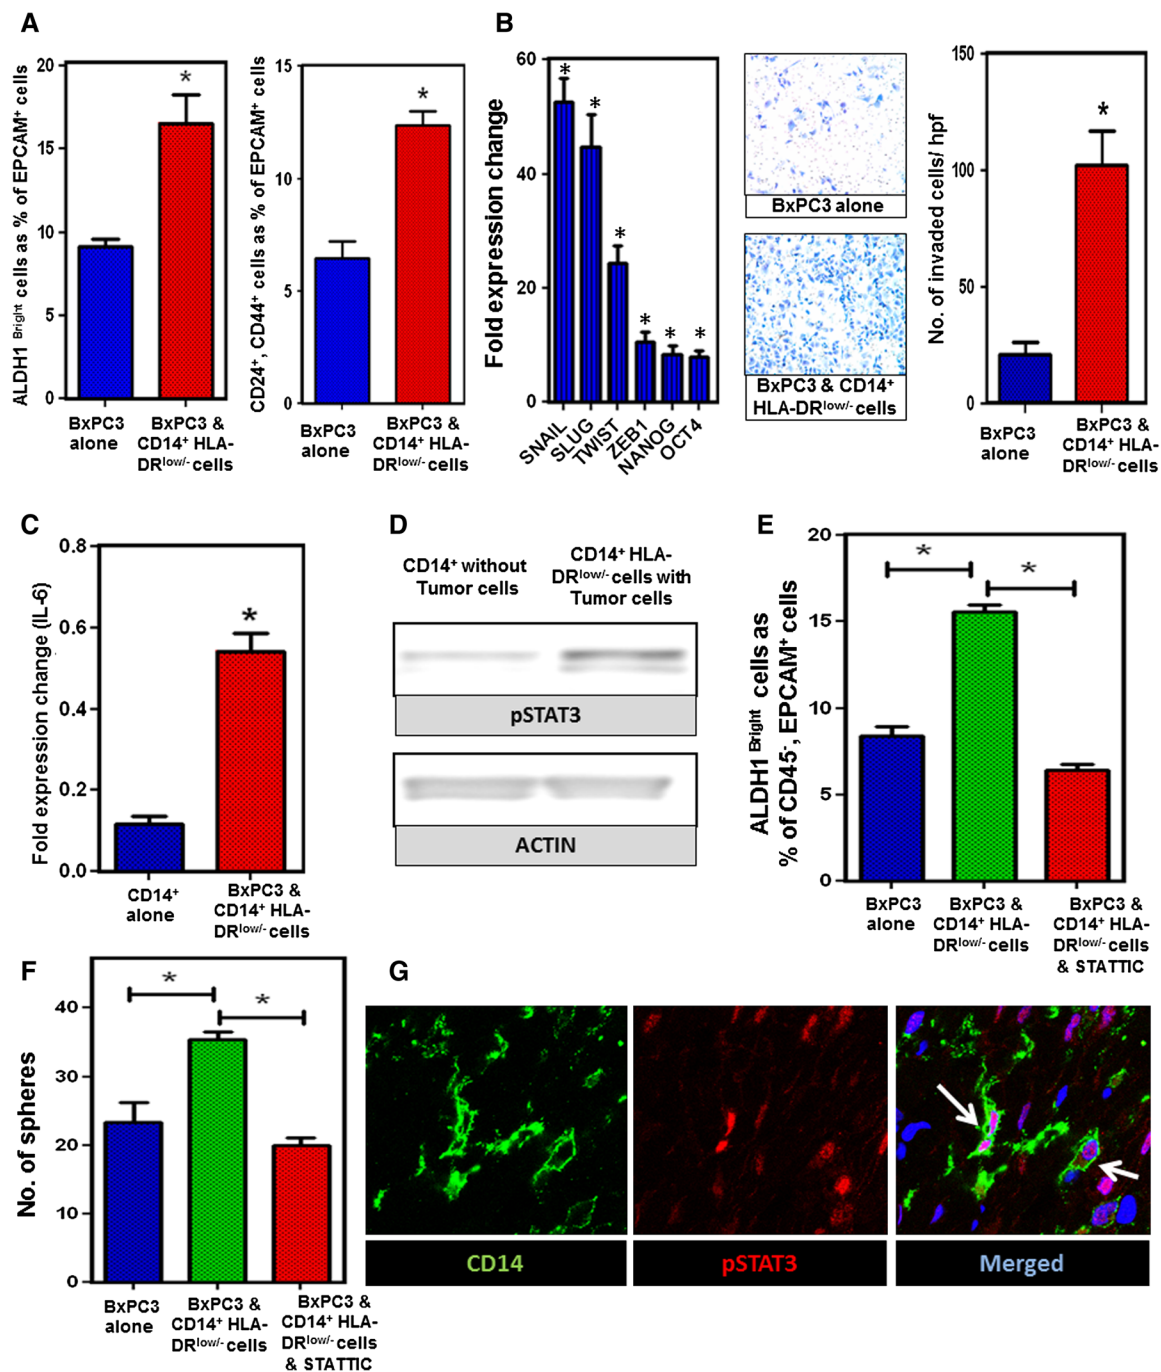 A
ALDH1 Bright cells as % of EPCAM+ cells
20
15
10
5
0
*
BxPC3
alone
BxPC3 &
CD14+ HLA-
DRlow/- cells
CD24+, CD44+ cells as % of EPCAM+ cells
15
10
5
0
*
BxPC3
alone
BxPC3 &
CD14+ HLA-
DRlow/- cells
B
Fold expression change
60
40
20
0
* * * * * *
SNAIL
SLUG
TWIST
ZEB1
NANOG
OCT4
BxPC3 alone
BxPC3 & CD14+
HLA-DRlow/- cells
No. of invaded cells/ hpf
150
100
50
0
*
BxPC3
alone
BxPC3
& CD14+ HLA-
DRlow/- cells
C
Fold expression change (IL-6)
0.8
0.6
0.4
0.2
0.0
*
CD14+
alone
BxPC3 &
CD14+ HLA-
DRlow/- cells
D
CD14+ without
Tumor cells
CD14+ HLA-
DRlow/- cells with
Tumor cells
pSTAT3
ACTIN
E
ALDH1 Bright cells as
% of CD45-, EPCAM+ cells
20
15
10
5
0
*
*
BxPC3
alone
BxPC3 &
CD14+ HLA-
DRlow/- cells
BxPC3 &
CD14+ HLA-
DRlow/- cells
& STATTIC
F
No. of spheres
40
30
20
10
0
*
*
BxPC3
alone
BxPC3 &
CD14+ HLA-
DRlow/- cells
BxPC3 &
CD14+ HLA-
DRlow/- cells
& STATTIC
G
CD14
pSTAT3
Merged